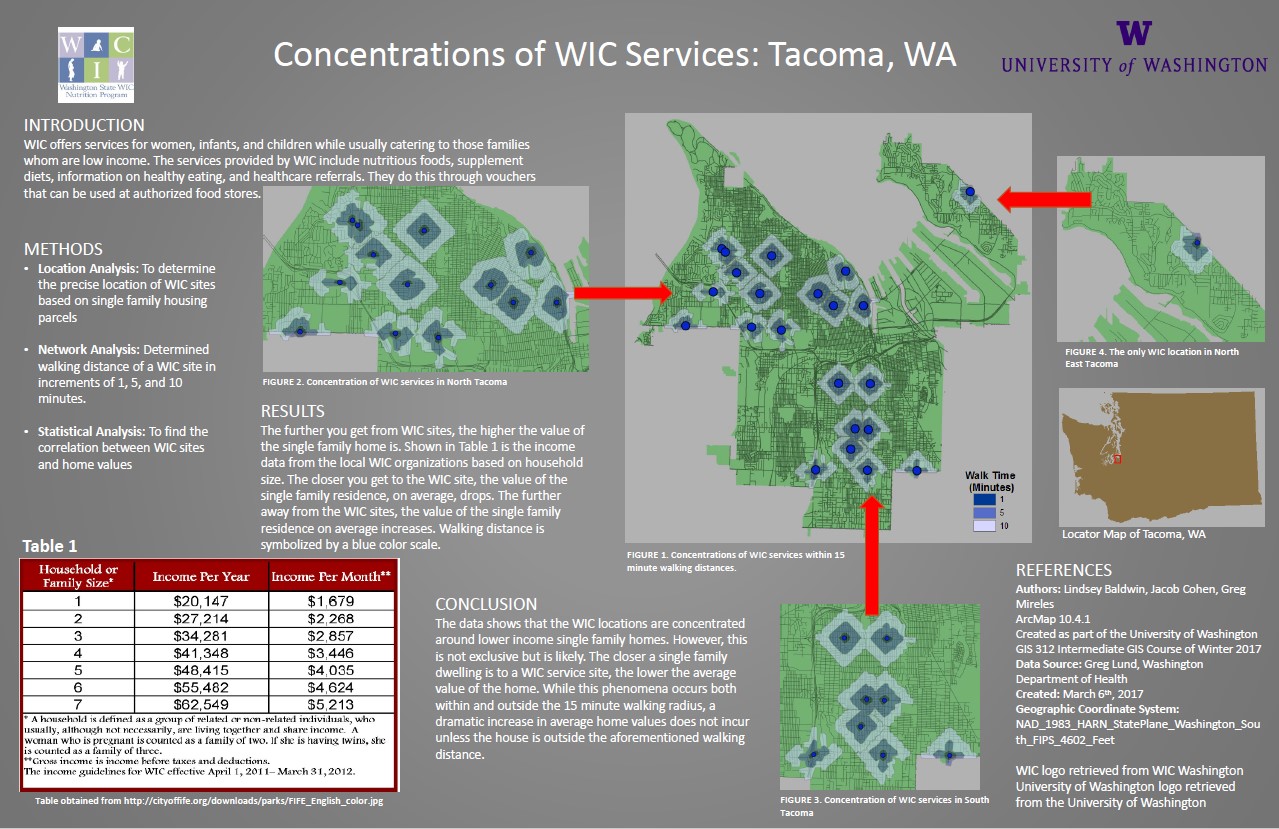 W
A
C
I
Washington State WIC
Nutrition Program
Concentrations of WIC Services: Tacoma, WA
W
UNIVERSITY of WASHINGTON
INTRODUCTION
WIC offers services for women, infants, and children while usually catering to those families
whom are low income. The services provided by WIC include nutritious foods, supplement
diets, information on healthy eating, and healthcare referrals. They do this through vouchers
that can be used at authorized food stores.
METHODS
• Location Analysis: To determine
the precise location of WIC sites
based on single family housing
parcels
• Network Analysis: Determined
walking distance of a WIC site in
increments of 1, 5, and 10
minutes.
• Statistical Analysis: To find the
correlation between WIC sites
and home values
FIGURE 2. Concentration of WIC services in North Tacoma
RESULTS
The further you get from WIC sites, the higher the value of
the single family home is. Shown in Table 1 is the income
data from the local WIC organizations based on household
size. The closer you get to the WIC site, the value of the
single family residence, on average, drops. The further
away from the WIC sites, the value of the single family
residence on average increases. Walking distance is
symbolized by a blue color scale.
Table 1
Household or
Family Size* Income Per Year Income Per Month**
1 $20,147 $1,679
2 $27,214 $2,268
3 $34,281 $2,857
4 $41,348 $3,446
5 $48,415 $4,035
6 $55,482 $4,624
7 $62,549 $5,213
* A household is defined as a group of related or non-related individuals, who
usually, although not necessarily, are living together and share income. A
woman who is pregnant is counted as a family of two. If she is having twins, she
is counted as a family of three.
**Gross income is income before taxes and deductions.
The income guidelines for WIC effective April 1, 2011– March 31, 2012.
Table obtained from http://cityoffife.org/downloads/parks/FIFE_English_color.jpg
Walk Time
(Minutes)
1
5
10
FIGURE 1. Concentrations of WIC services within 15
minute walking distances.
CONCLUSION
The data shows that the WIC locations are concentrated
around lower income single family homes. However, this
is not exclusive but is likely. The closer a single family
dwelling is to a WIC service site, the lower the average
value of the home. While this phenomena occurs both
within and outside the 15 minute walking radius, a
dramatic increase in average home values does not incur
unless the house is outside the aforementioned walking
distance.
FIGURE 3. Concentration of WIC services in South
Tacoma
FIGURE 4. The only WIC location in North
East Tacoma
Locator Map of Tacoma, WA
REFERENCES
Authors: Lindsey Baldwin, Jacob Cohen, Greg
Mireles
ArcMap 10.4.1
Created as part of the University of Washington
GIS 312 Intermediate GIS Course of Winter 2017
Data Source: Greg Lund, Washington
Department of Health
Created: March 6th, 2017
Geographic Coordinate System:
NAD_1983_HARN_StatePlane_Washington_Sou
th_FIPS_4602_Feet
WIC logo retrieved from WIC Washington
University of Washington logo retrieved
from the University of Washington